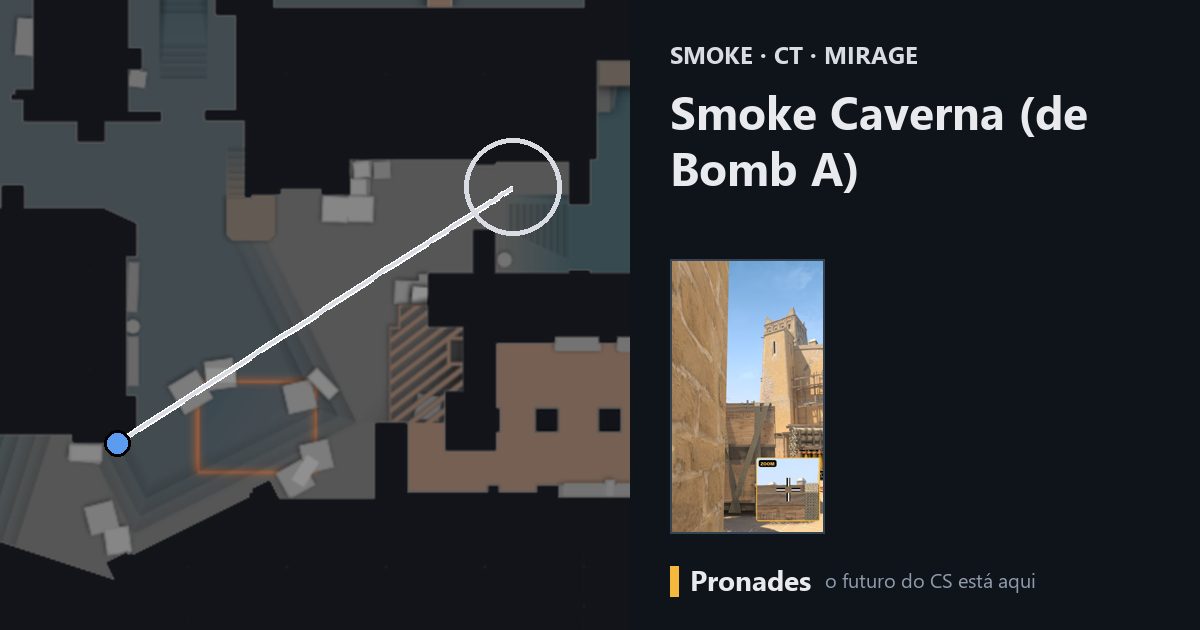 SMOKE · CT · MIRAGE
Smoke Caverna (de
Bomb A)
ZOOM
Pronades o futuro do CS está aqui